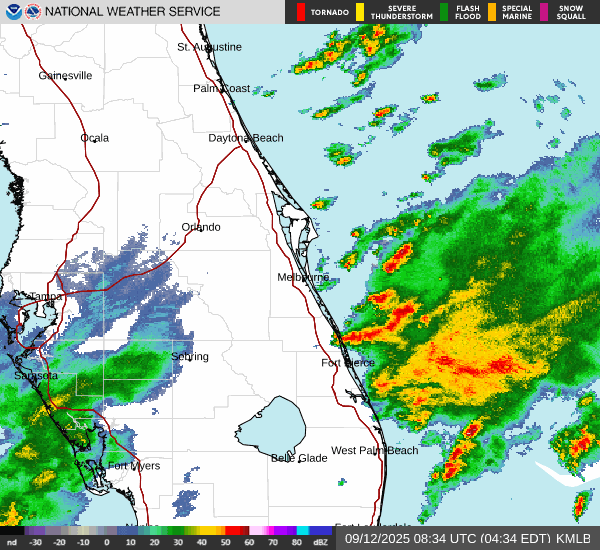 NATIONAL WEATHER SERVICE
TORNADO
SEVERE THUNDERSTORM
FLASH FLOOD
SPECIAL MARINE
SNOW SQUALL
St. Augustine
Gainesville
Palm Coast
Ocala
Daytona Beach
Orlando
Melbourne
Tampa
Sebring
Fort Pierce
Sarasota
West Palm Beach
Belle Glade
Fort Myers
nd -30 -20 -10 0 10 20 30 40 50 60 70 80 dBZ
09/12/2025 08:34 UTC (04:34 EDT) KMLB